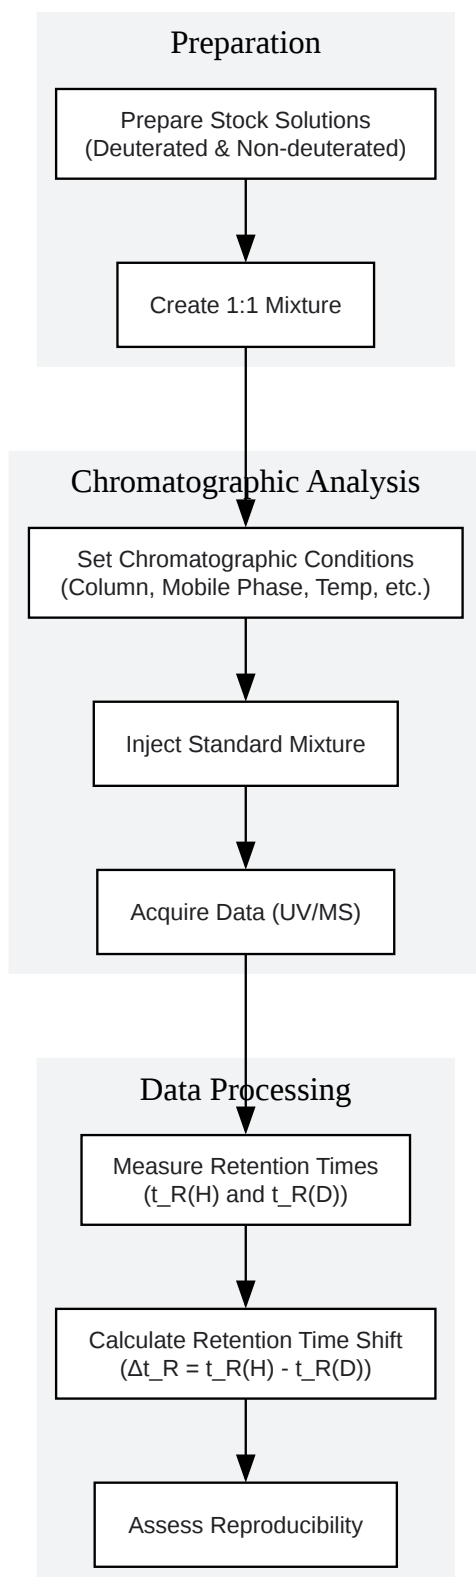 Preparation
Prepare Stock Solutions
(Deuterated & Non-deuterated)
Create 1:1 Mixture
Chromatographic Analysis
Set Chromatographic Conditions
(Column, Mobile Phase, Temp, etc.)
Inject Standard Mixture
Acquire Data (UV/MS)
Data Processing
Measure Retention Times
(t_R(H) and t_R(D))
Calculate Retention Time Shift
(Δt_R = t_R(H) - t_R(D))
Assess Reproducibility